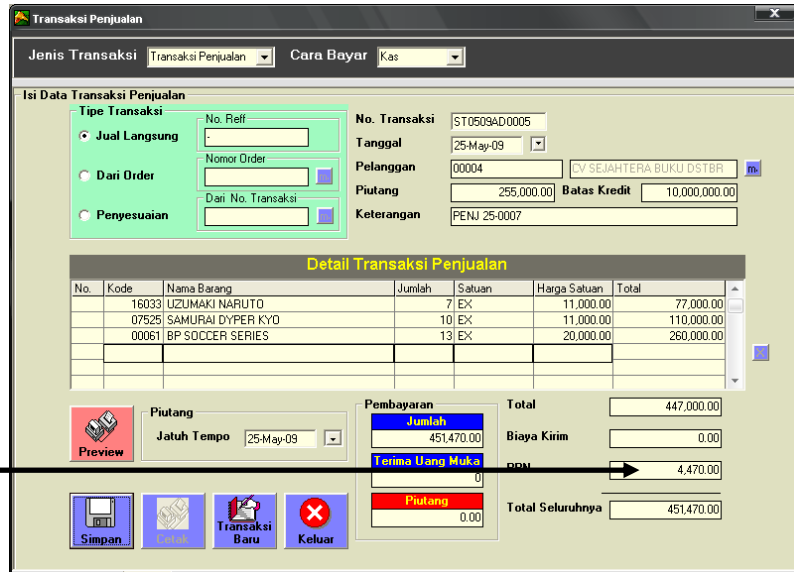 Transaksi Penjualan
Jenis Transaksi Transaksi Penjualan Cara Bayar Kas
Isi Data Transaksi Penjualan
Tipe Transaksi
No. Reff
Jual Langsung -
Nomor Order
Dari Order
Dari No. Transaksi
Penyesuaian
No. Transaksi ST0509AD0005
Tanggal 25-May-09
Pelanggan 00004 CV SEJAHTERA BUKU DSTBR
Piutang 255,000.00 Batas Kredit 10,000,000.00
Keterangan PENJ 25-0007
Detail Transaksi Penjualan
No. Kode Nama Barang Jumlah Satuan Harga Satuan Total
16033 UZUMAKI NARUTO 7 EX 11,000.00 77,000.00
07525 SAMURAI DYPER KYO 10 EX 11,000.00 110,000.00
00061 BP SOCCER SERIES 13 EX 20,000.00 260,000.00
Preview
Piutang
Jatuh Tempo 25-May-09
Pembayaran
Jumlah
451,470.00
Terima Uang Muka
0
Piutang
0.00
Total 447,000.00
Biaya Kirim 0.00
PPN 4,470.00
Total Seluruhnya 451,470.00
Simpan
Cetak
Transaksi
Baru
Keluar